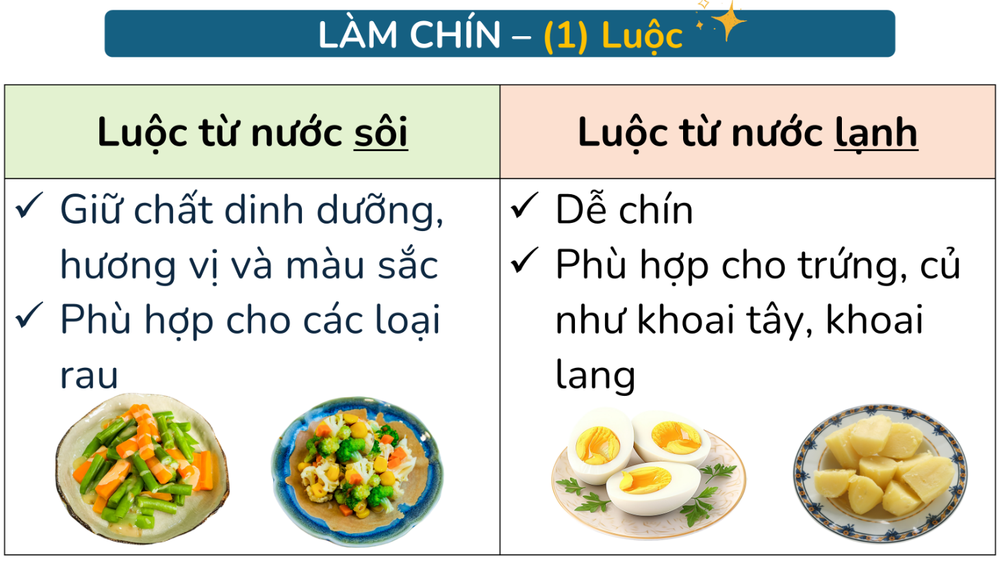 LÀM CHÍN – (1) Luộc
Luộc từ nước sôi
Giữ chất dinh dưỡng,
hương vị và màu sắc
Phù hợp cho các loại
rau
Luộc từ nước lạnh
Dễ chín
Phù hợp cho trứng, củ
như khoai tây, khoai
lang